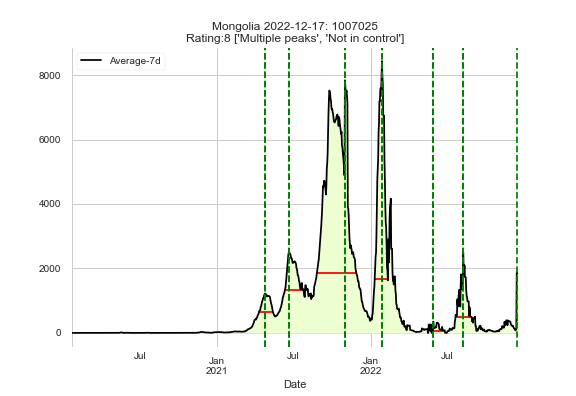 Mongolia 2022-12-17: 1007025
Rating:8 ['Multiple peaks', 'Not in control']
Average-7d
8000
6000
4000
2000
0
Jul
Jan
2021
Jul
Jan
2022
Jul
Date